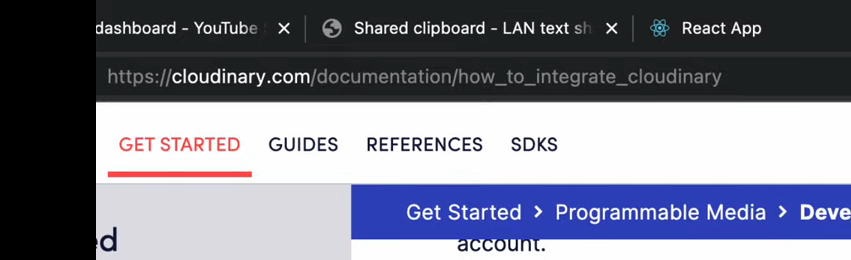 dashboard - YouTube Shared clipboard - LAN text sh React App
https://cloudinary.com/documentation/how_to_integrate_cloudinary
GET STARTED GUIDES REFERENCES SDKS
Get Started > Programmable Media > Deve
ed
account.